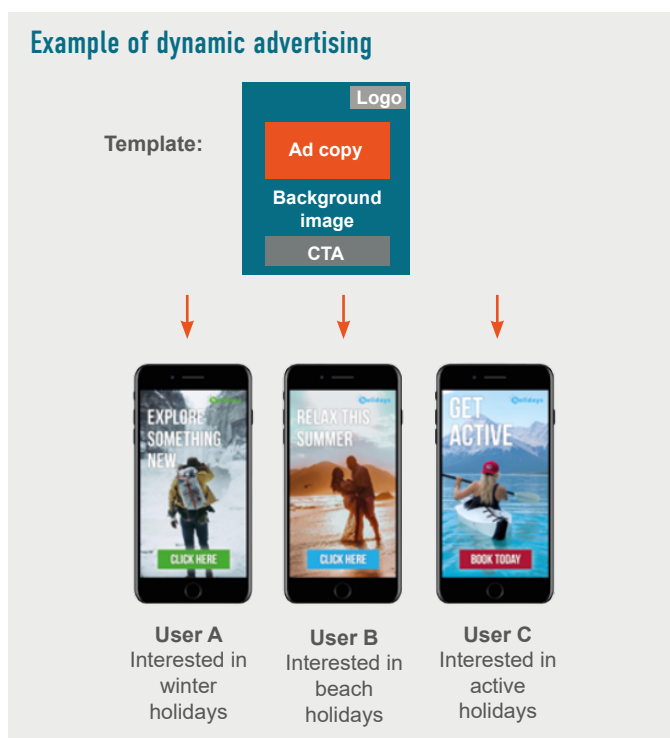 Example of dynamic advertising
Logo
Template:
Ad copy
Background
image
CTA
EXPLORE
SOMETHING
NEW
CLICK HERE
RELAX THIS
SUMMER
CLICK HERE
GET
ACTIVE
BOOK TODAY
User A
Interested in
winter
holidays
User B
Interested in
beach
holidays
User C
Interested in
active
holidays